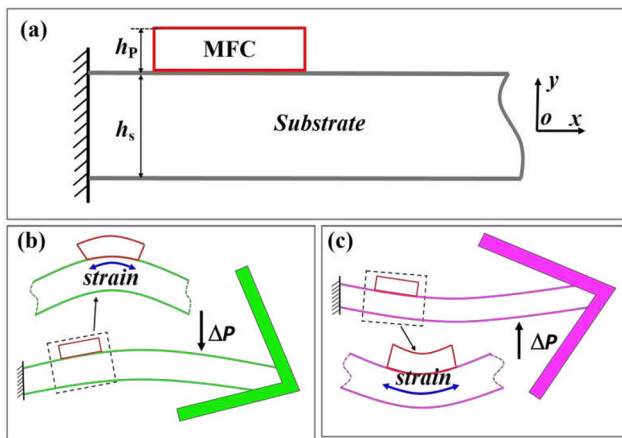 (a)
hP
MFC
hs
Substrate
y
o
x
(b)
strain
ΔP
(c)
ΔP
strain